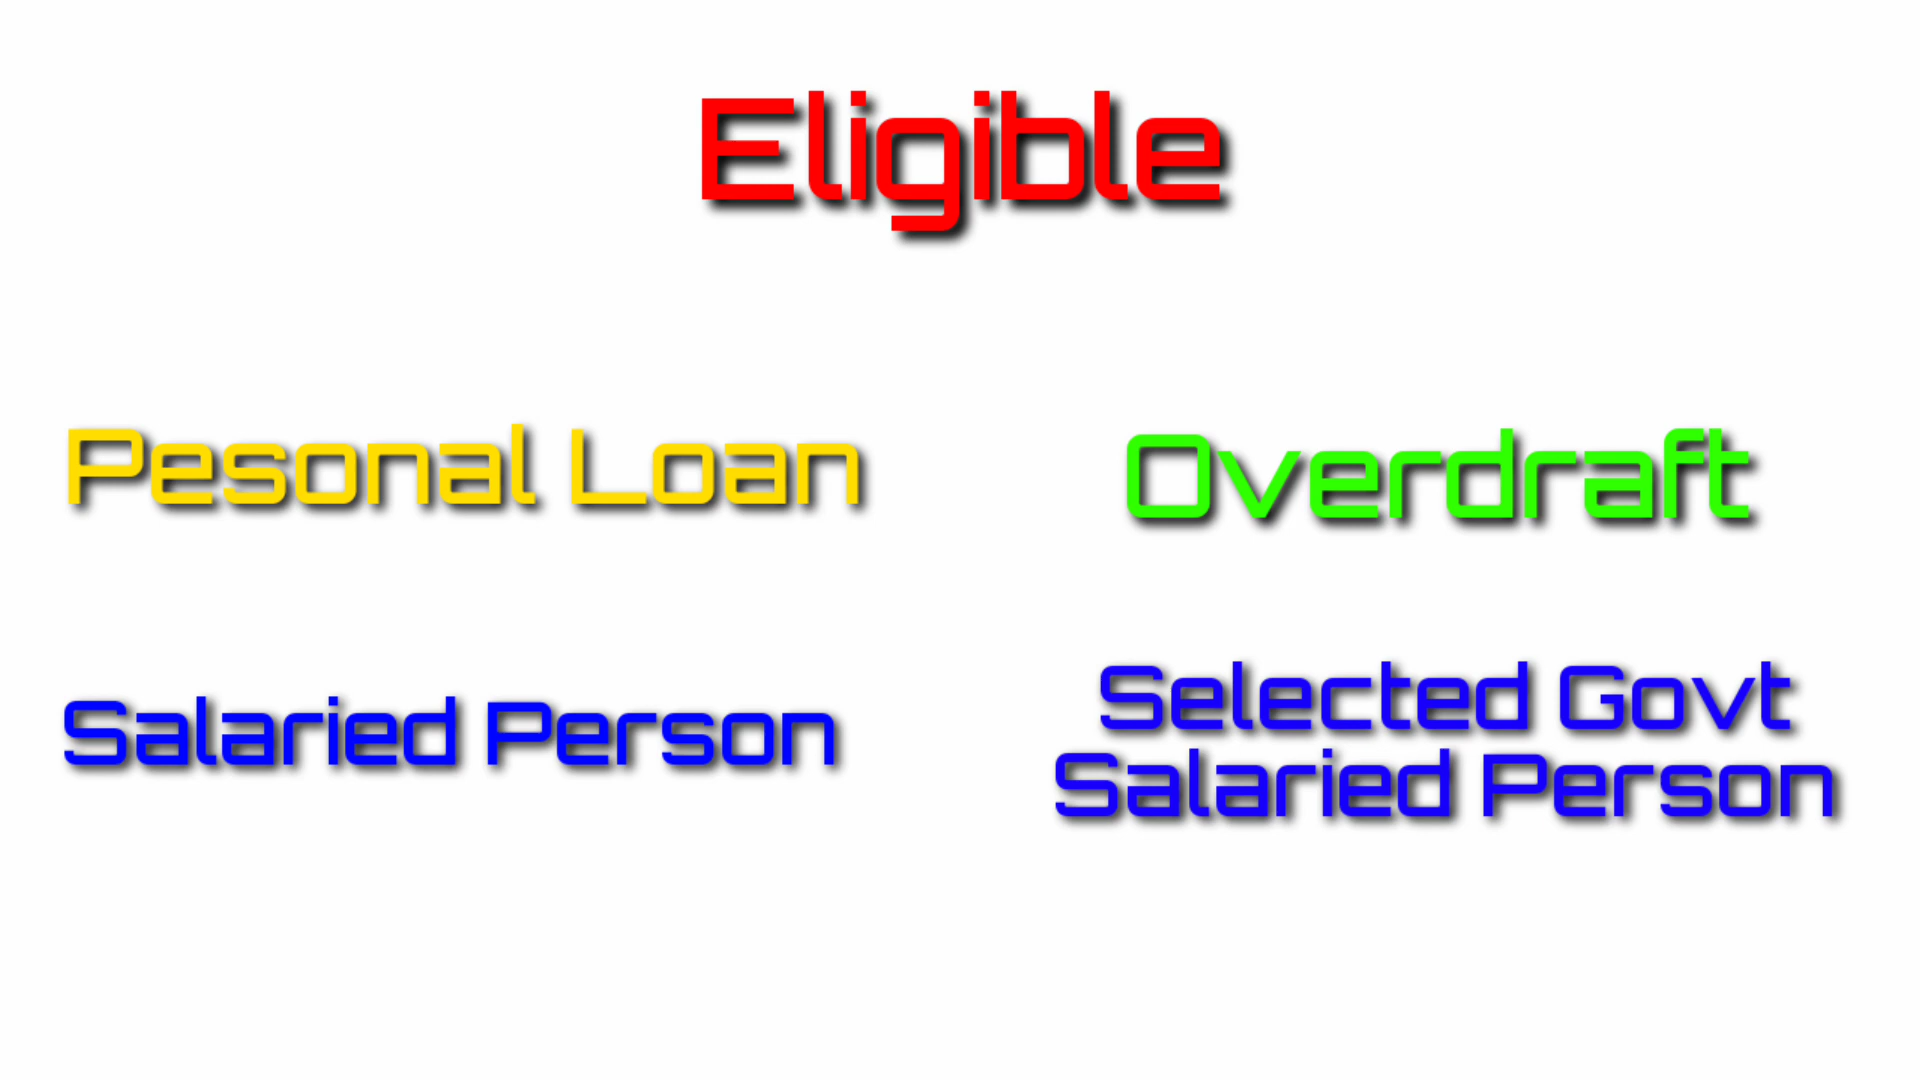 Eligible
Pesonal Loan
Overdraft
Salaried Person
Selected Govt
Salaried Person